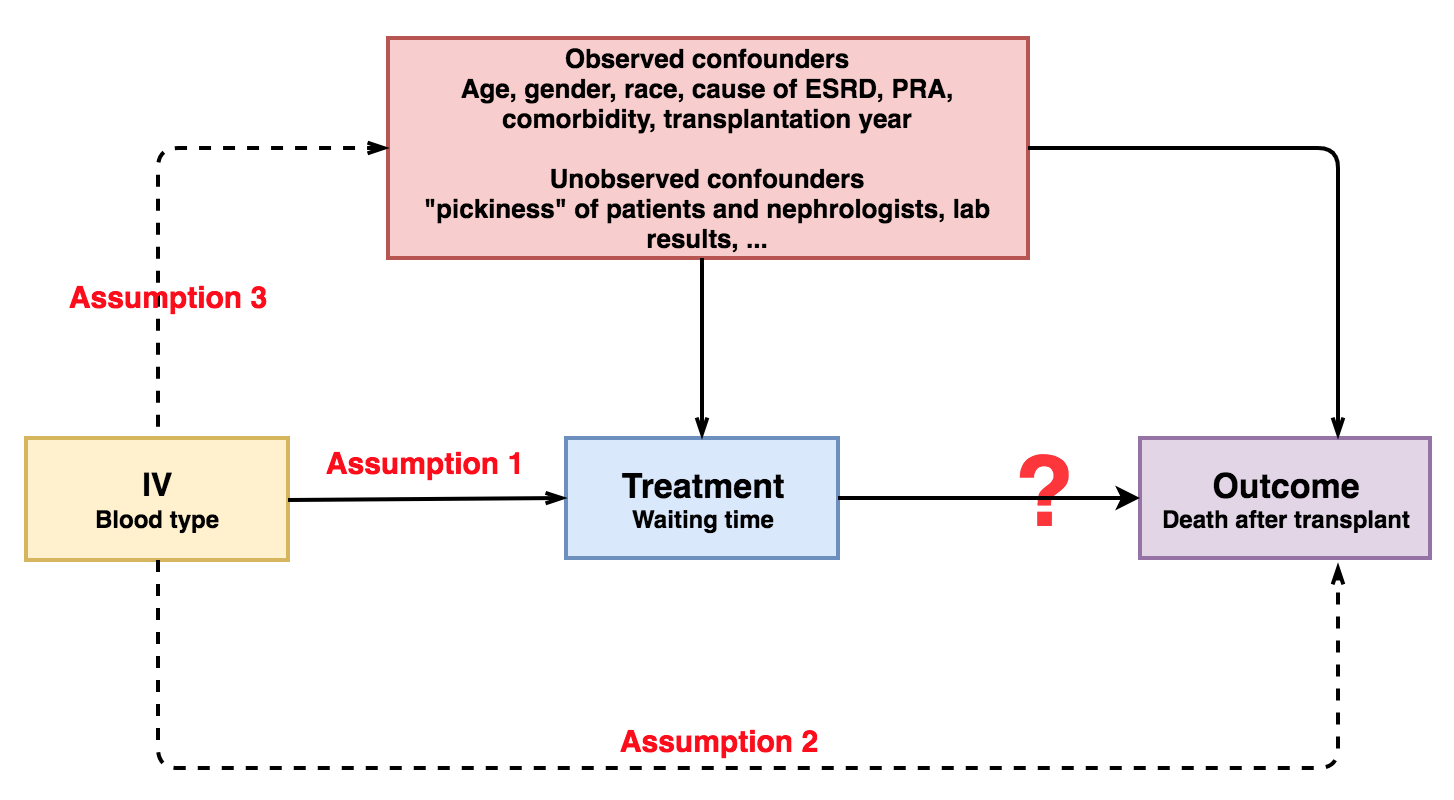 Observed confounders
Age, gender, race, cause of ESRD, PRA,
comorbidity, transplantation year
Unobserved confounders
"pickiness" of patients and nephrologists, lab
results, ...
Assumption 3
Assumption 1
IV
Blood type
Treatment
Waiting time
?
Outcome
Death after transplant
Assumption 2